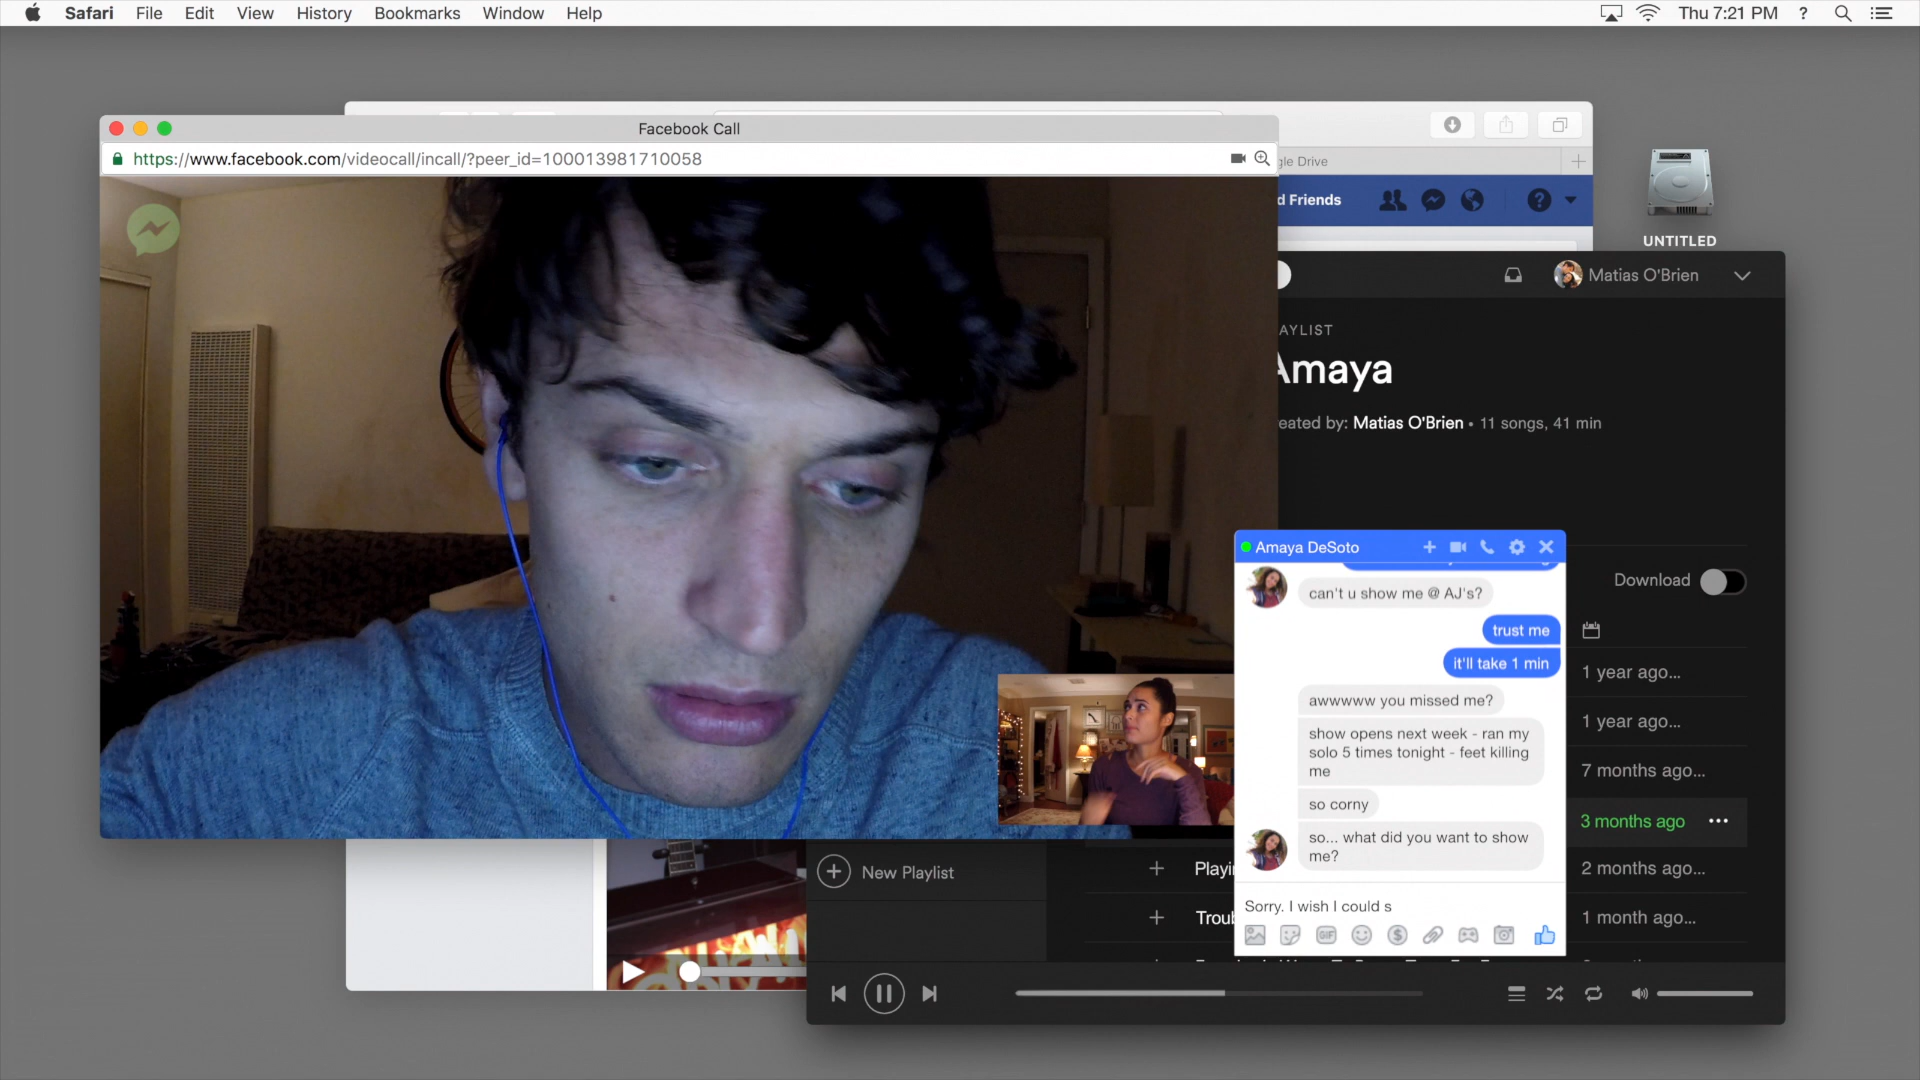 Safari File Edit View History Bookmarks Window Help
Thu 7:21 PM ?
Facebook Call
https://www.facebook.com/videocall/incall/?peer_id=100013981710058
gle Drive
d Friends
UNTITLED
Matias O'Brien
AYLIST
Amaya
eated by: Matias O'Brien • 11 songs, 41 min
Download
Amaya DeSoto
can't u show me @ AJ's?
trust me
it'll take 1 min
awwwww you missed me?
show opens next week - ran my
solo 5 times tonight - feet killing
me
so corny
so... what did you want to show
me?
Sorry. I wish I could s
GIF
1 year ago...
1 year ago...
7 months ago...
3 months ago
2 months ago...
1 month ago...
New Playlist
Playi
Troub